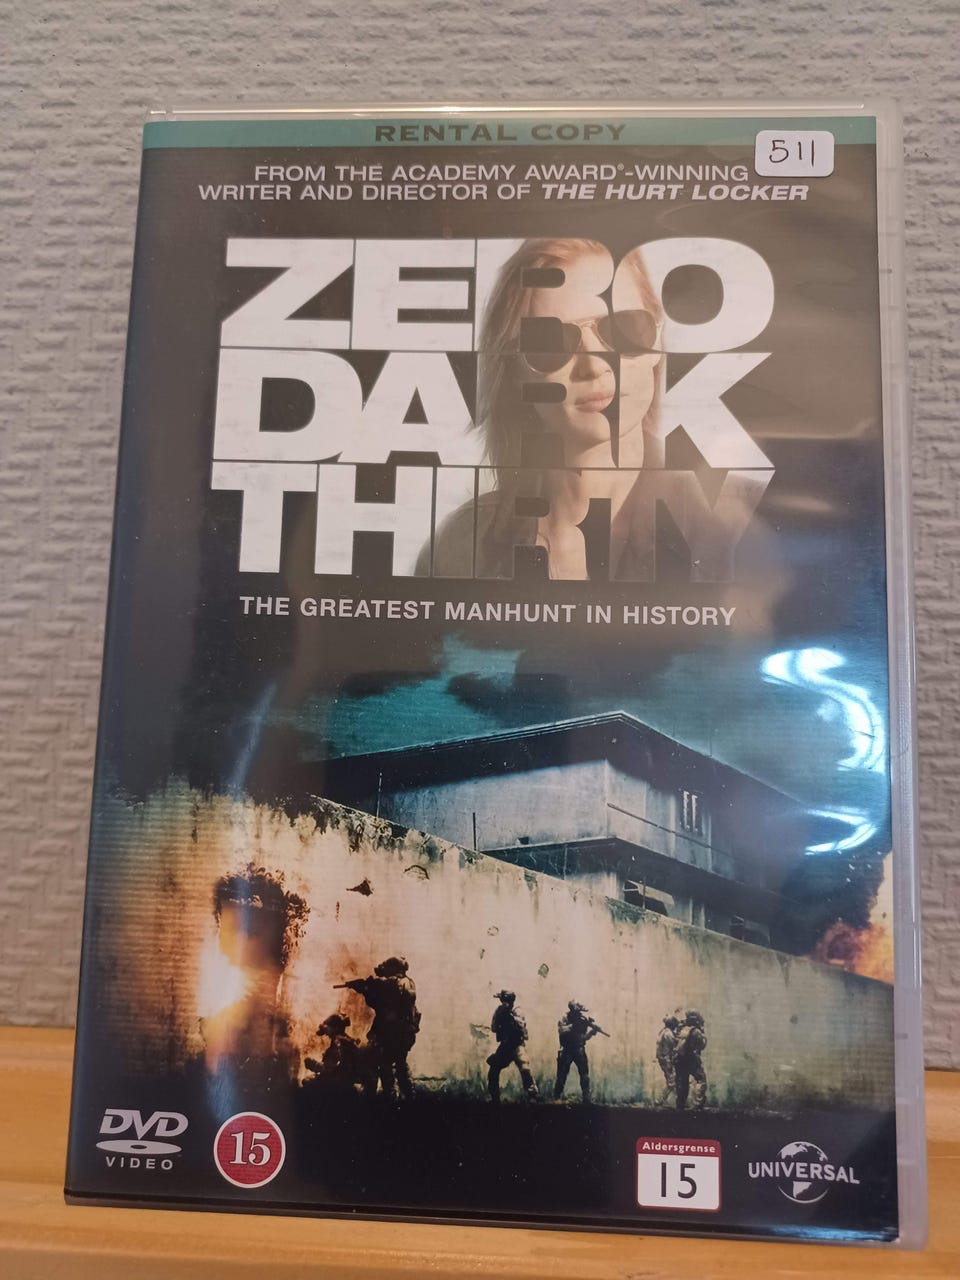 RENTAL COPY
511
FROM THE ACADEMY AWARD®-WINNING
WRITER AND DIRECTOR OF THE HURT LOCKER
ZERO
DARK
THIRTY
THE GREATEST MANHUNT IN HISTORY
DVD
VIDEO
15
Aldersgrense
15
UNIVERSAL